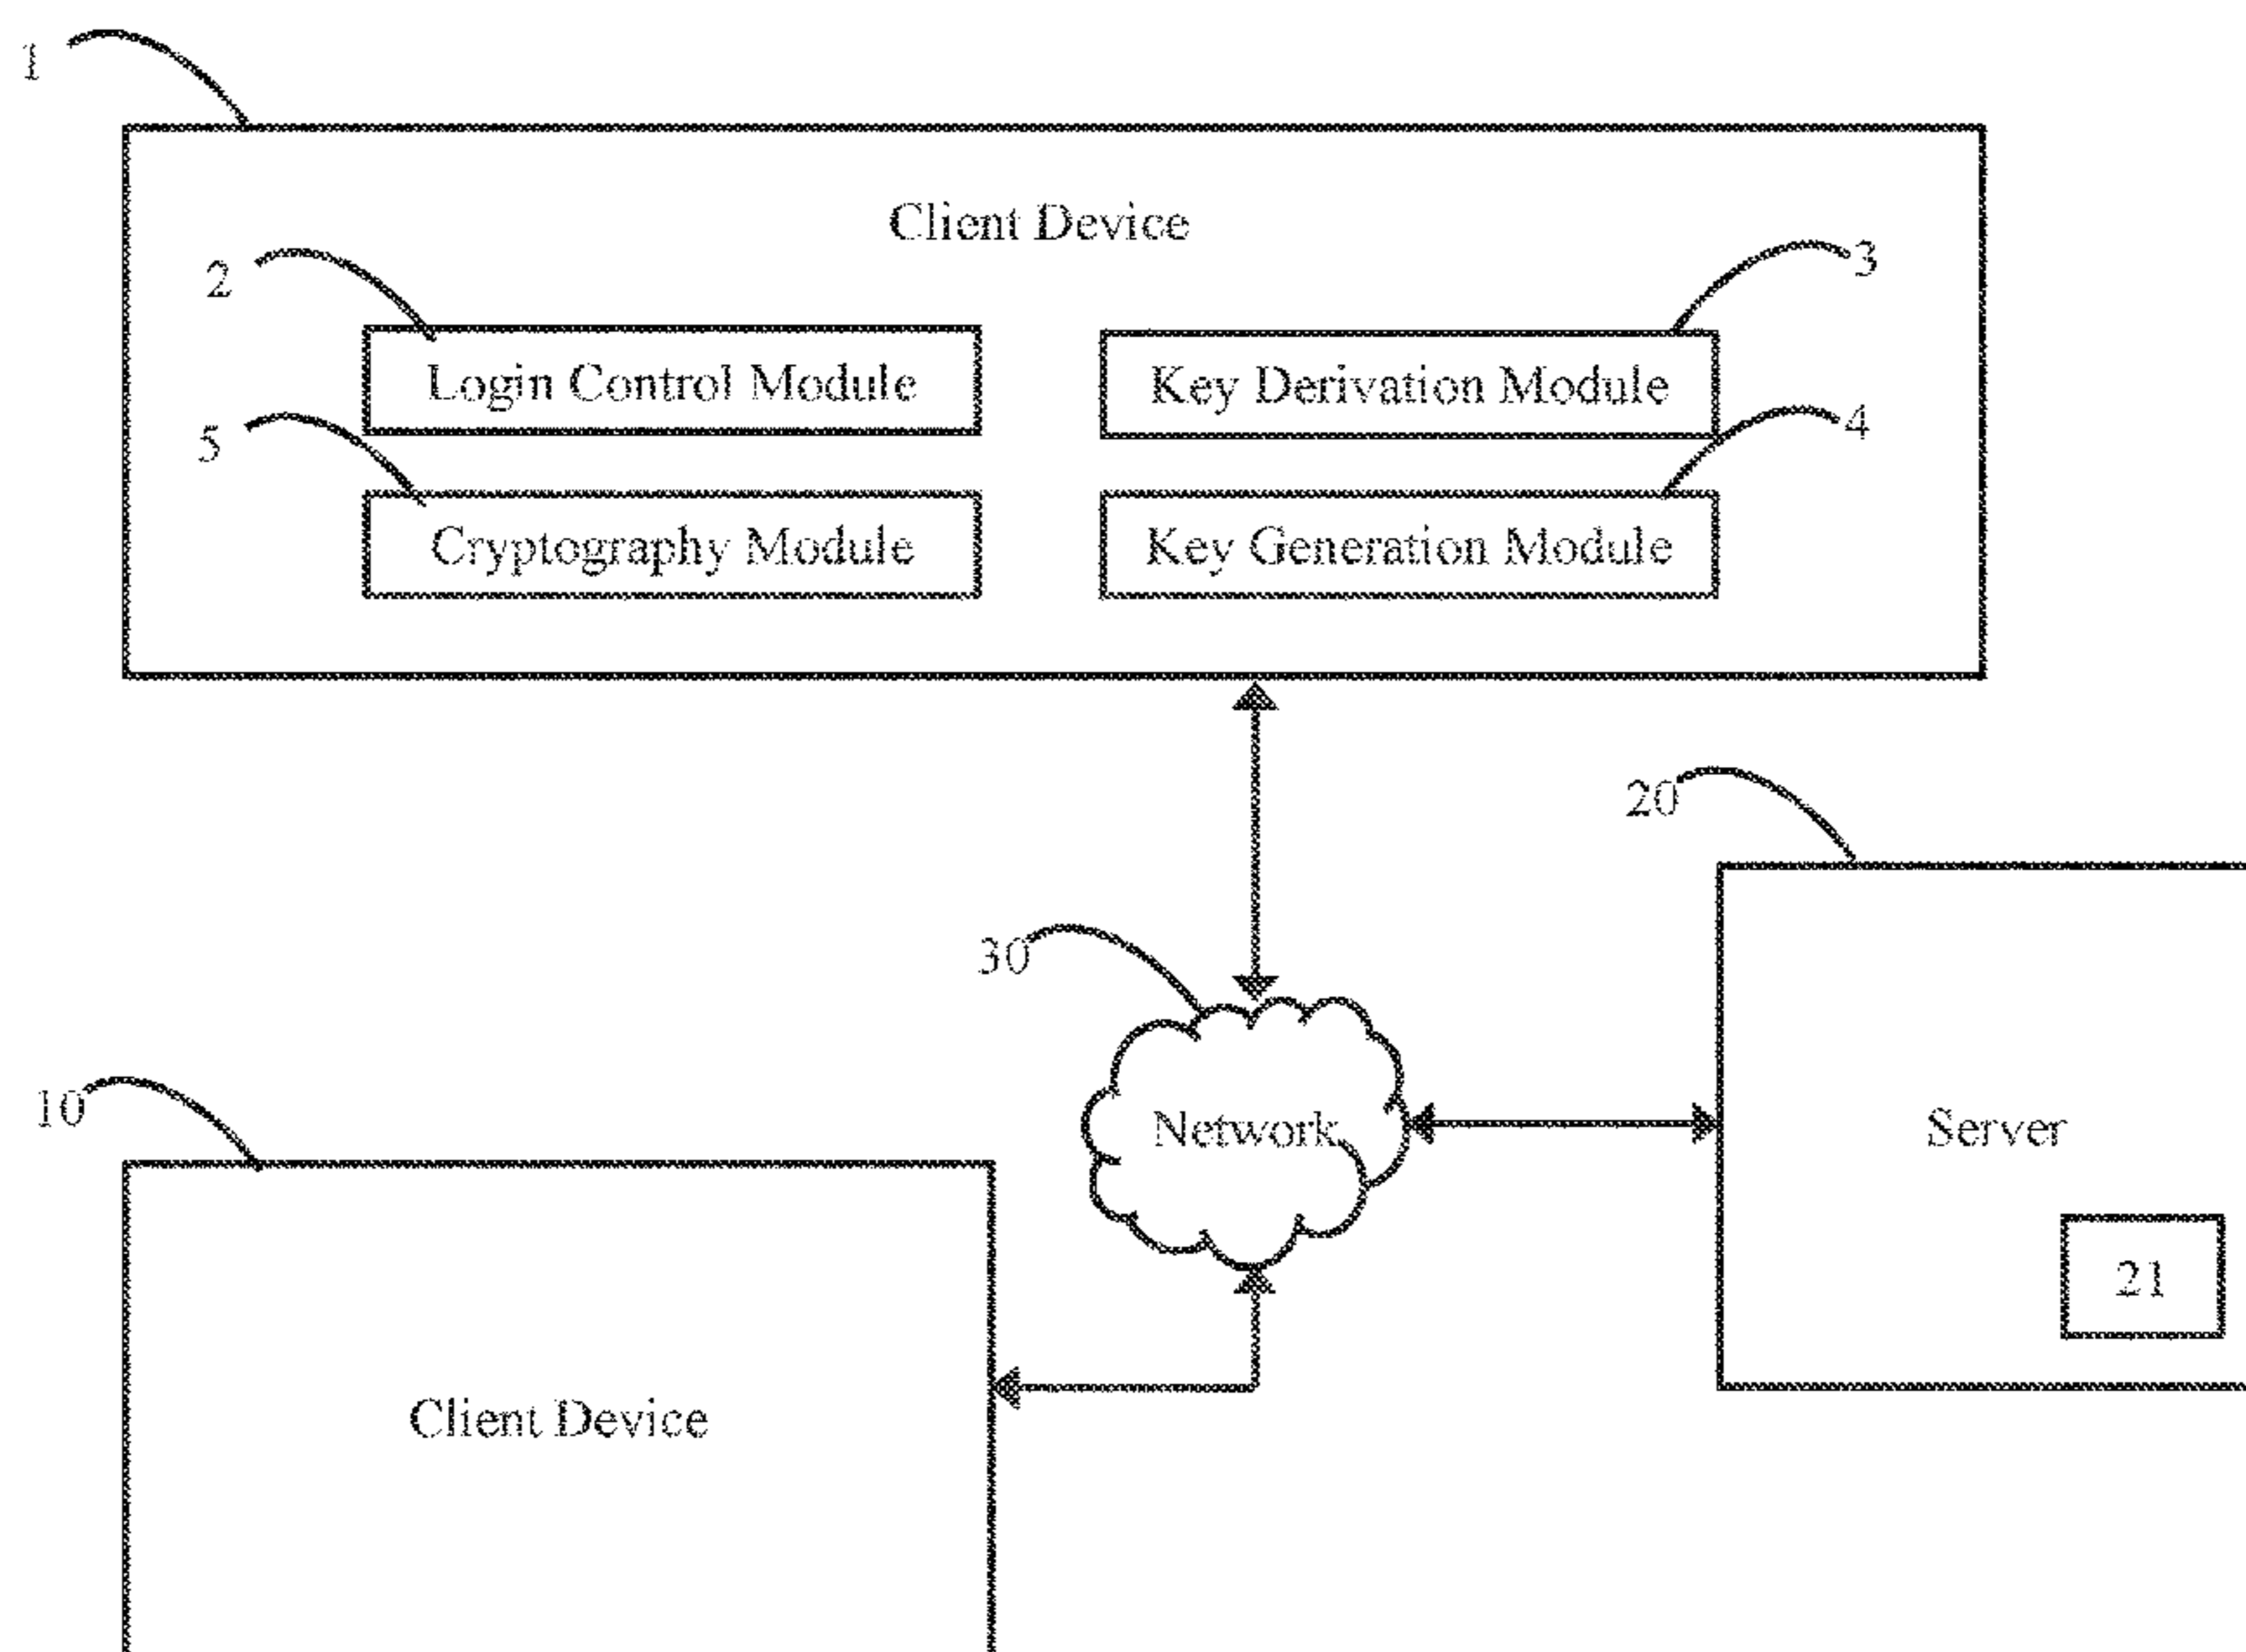 1
Client Device
2
3
Login Control Module
Key Derivation Module
5
4
Cryptography Module
Key Generation Module
20
30
10
Network
Server
21
Client Device